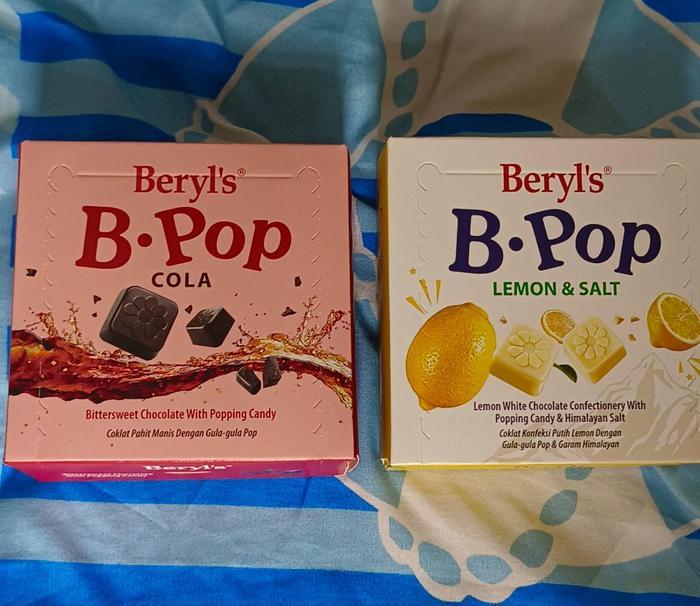 Beryl's®
B·Pop
COLA
Bittersweet Chocolate With Popping Candy
Coklat Pahit Manis Dengan Gula-gula Pop
Beryl's®
Beryl's®
B·Pop
LEMON & SALT
Lemon White Chocolate Confectionery With
Popping Candy & Himalayan Salt
Coklat Konfeksi Putih Lemon Dengan
Gula-gula Pop & Garam Himalayan